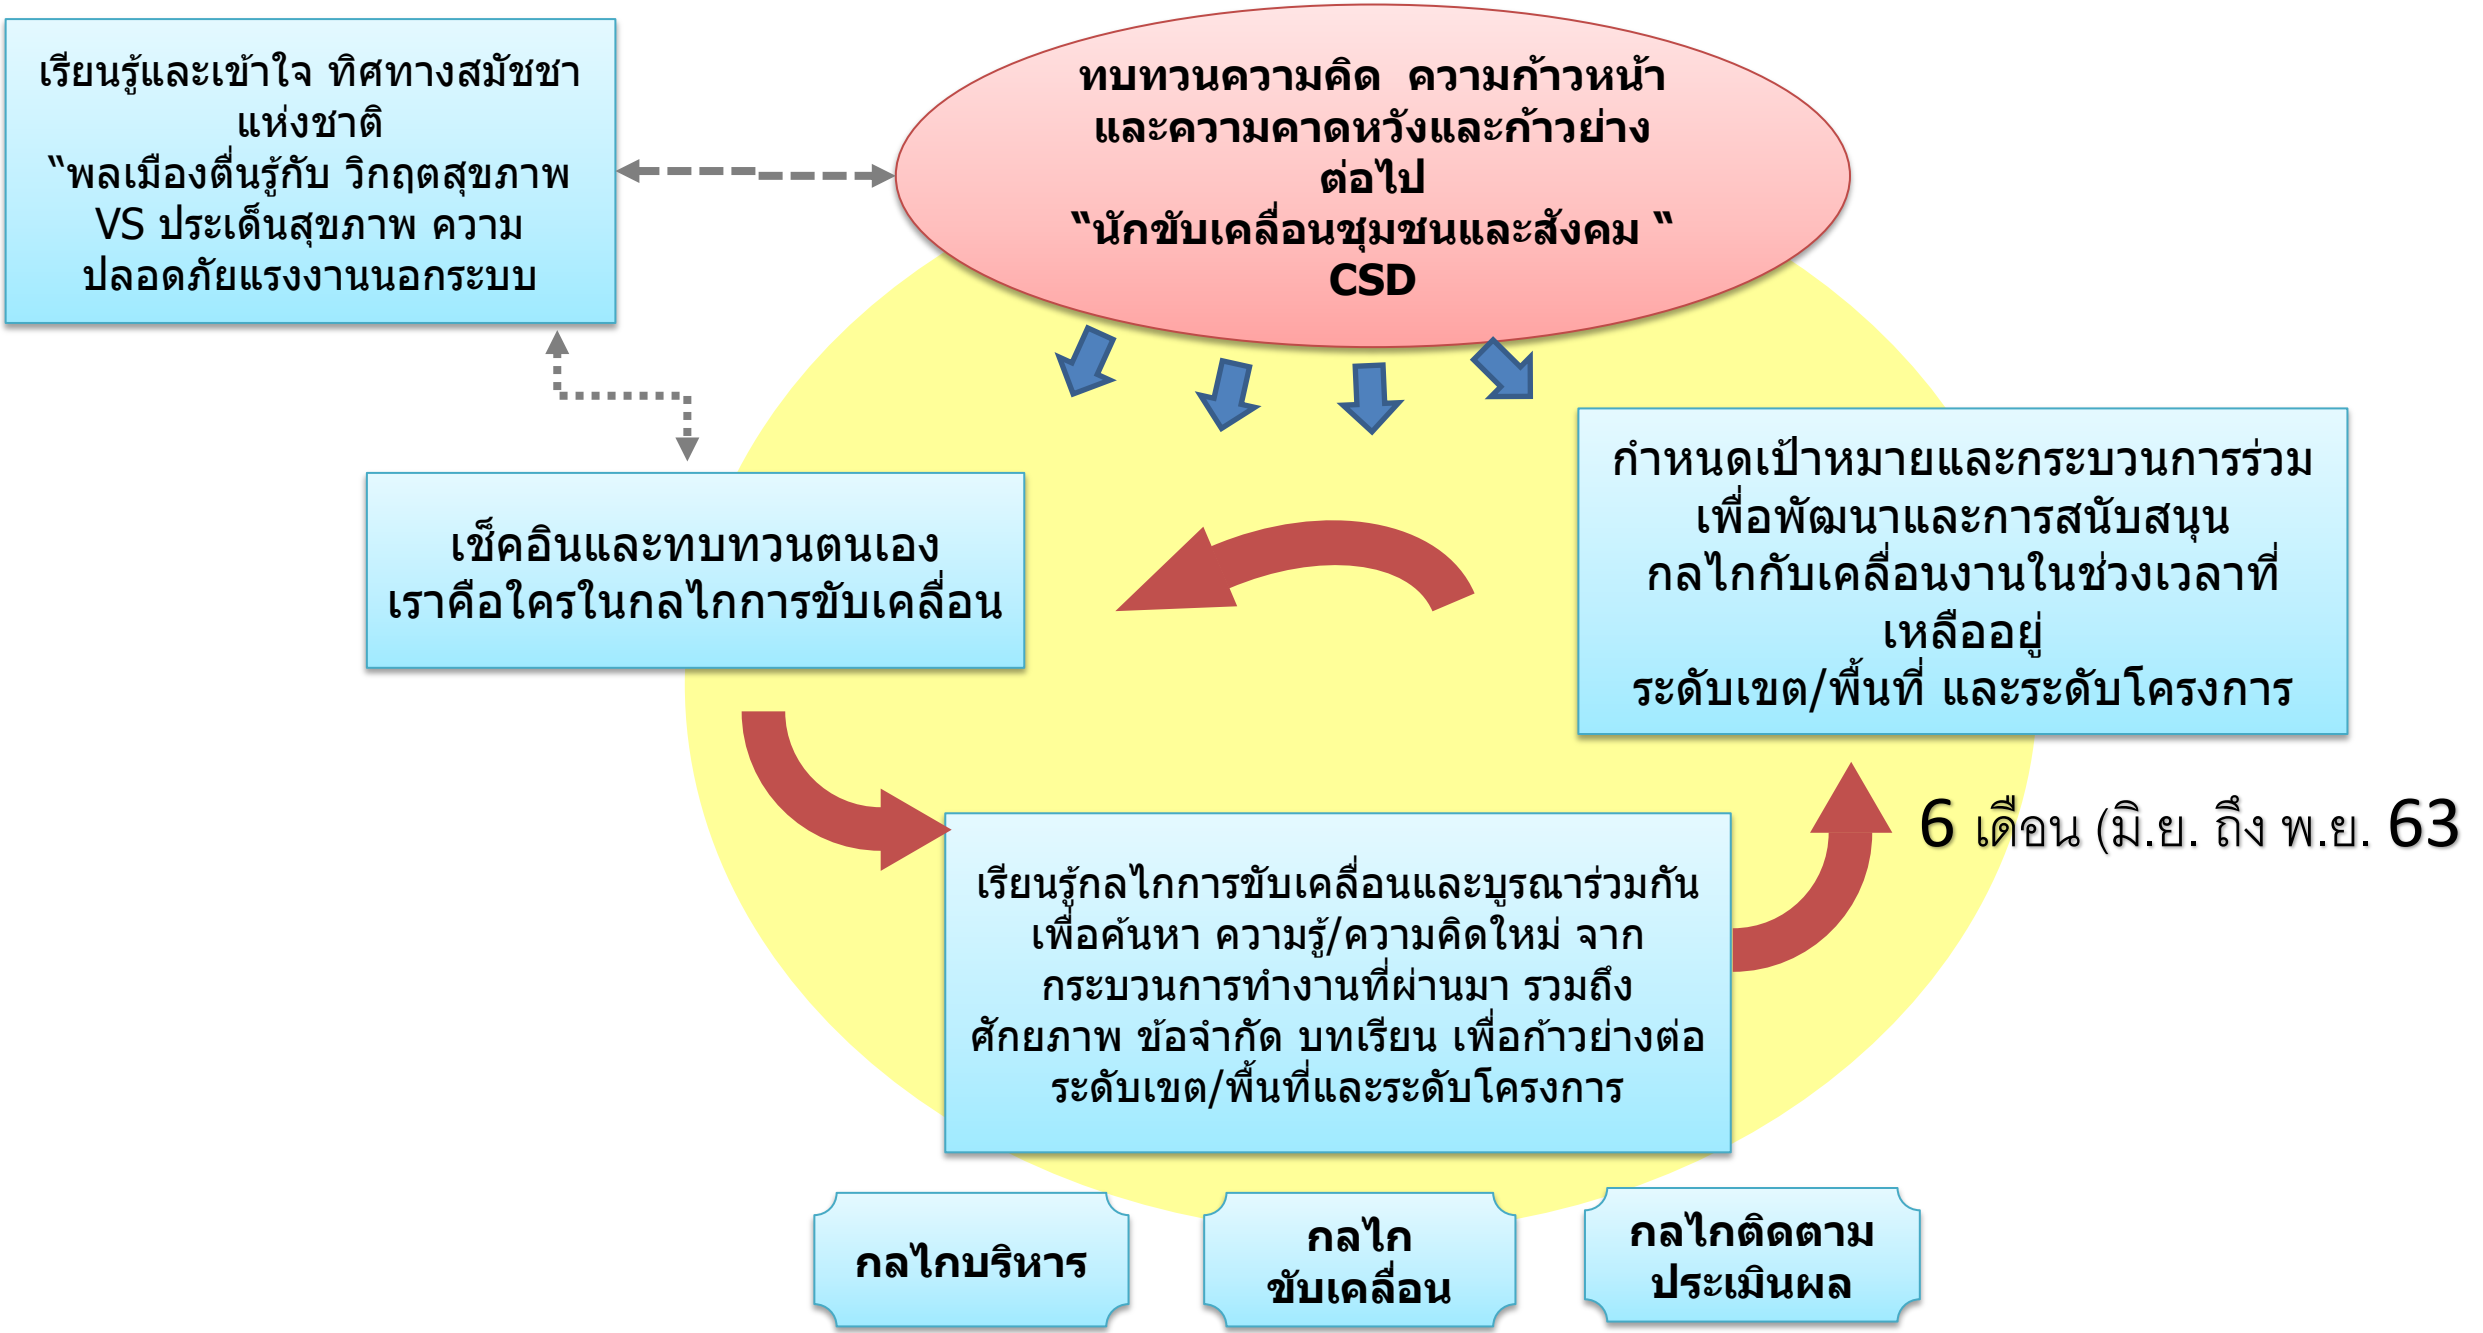 เรียนรู้และเข้าใจ ทิศทางสมัชชา
แห่งชาติ
“พลเมืองตื่นรู้กับ วิกฤตสุขภาพ
VS ประเด็นสุขภาพ ความ
ปลอดภัยแรงงานนอกระบบ
ทบทวนความคิด ความก้าวหน้า
และความคาดหวังและก้าวย่าง
ต่อไป
“นักขับเคลื่อนชุมชนและสังคม “
CSD
เช็คอินและทบทวนตนเอง
เราคือใครในกลไกการขับเคลื่อน
กำหนดเป้าหมายและกระบวนการร่วม
เพื่อพัฒนาและการสนับสนุน
กลไกกับเคลื่อนงานในช่วงเวลาที่
เหลืออยู่
ระดับเขต/พื้นที่ และระดับโครงการ
6 เดือน (มิ.ย. ถึง พ.ย. 63
เรียนรู้กลไกการขับเคลื่อนและบูรณาร่วมกัน
เพื่อค้นหา ความรู้/ความคิดใหม่ จาก
กระบวนการทำงานที่ผ่านมา รวมถึง
ศักยภาพ ข้อจำกัด บทเรียน เพื่อก้าวย่างต่อ
ระดับเขต/พื้นที่และระดับโครงการ
กลไกบริหาร
กลไก
ขับเคลื่อน
กลไกติดตาม
ประเมินผล